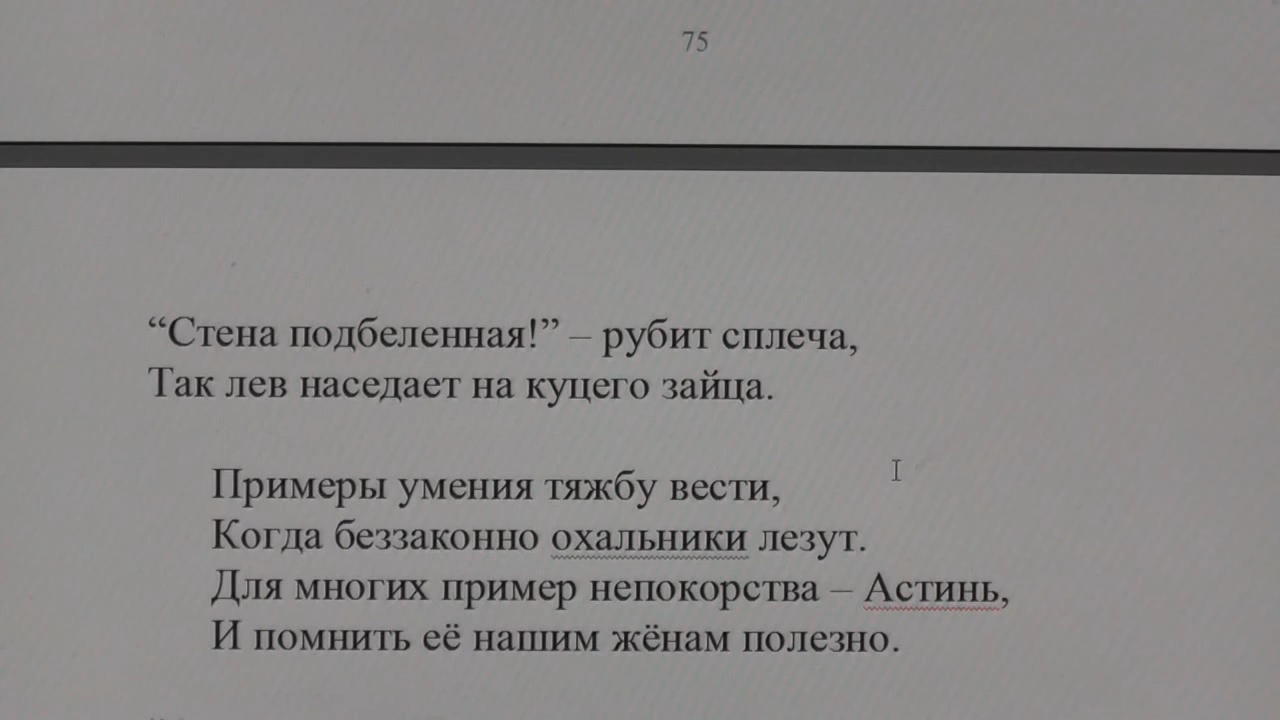 75
“Стена подбеленная!” – рубит сплеча,
Так лев наседает на куцего зайца.
Примеры умения тяжбу вести,
Когда беззаконно охальники лезут.
Для многих пример непокорства – Астинь,
И помнить её нашим жёнам полезно.